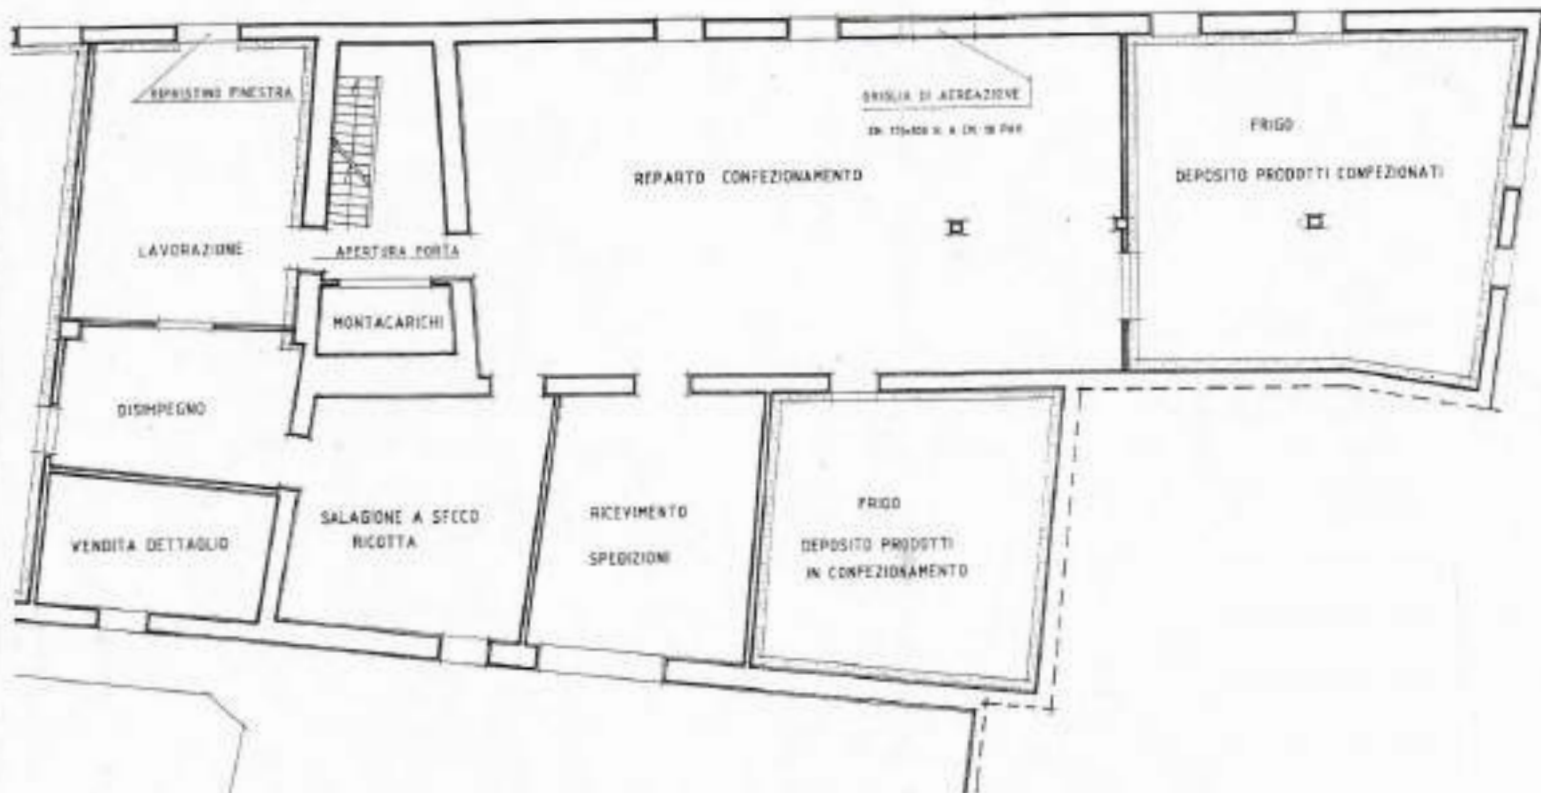 RIPRISTINO FINESTRA
GRIGLIA DI AEREAZIONE
FRIGO
DEPOSITO PRODOTTI CONFEZIONATI
REPARTO CONFEZIONAMENTO
LAVORAZIONE
APERTURA PORTA
MONTACARICHI
DISIMPEGNO
VENDITA DETTAGLIO
SALAGIONE A SECCO
RICOTTA
RICEVIMENTO
SPEDIZIONI
FRIGO
DEPOSITO PRODOTTI
IN CONFEZIONAMENTO